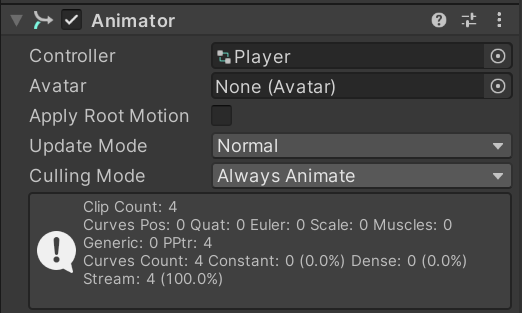 Animator
Controller Player
Avatar None (Avatar)
Apply Root Motion
Update Mode Normal
Culling Mode Always Animate
Clip Count: 4
Curves Pos: 0 Quat: 0 Euler: 0 Scale: 0 Muscles: 0
Generic: 0 PPtr: 4
Curves Count: 4 Constant: 0 (0.0%) Dense: 0 (0.0%)
Stream: 4 (100.0%)